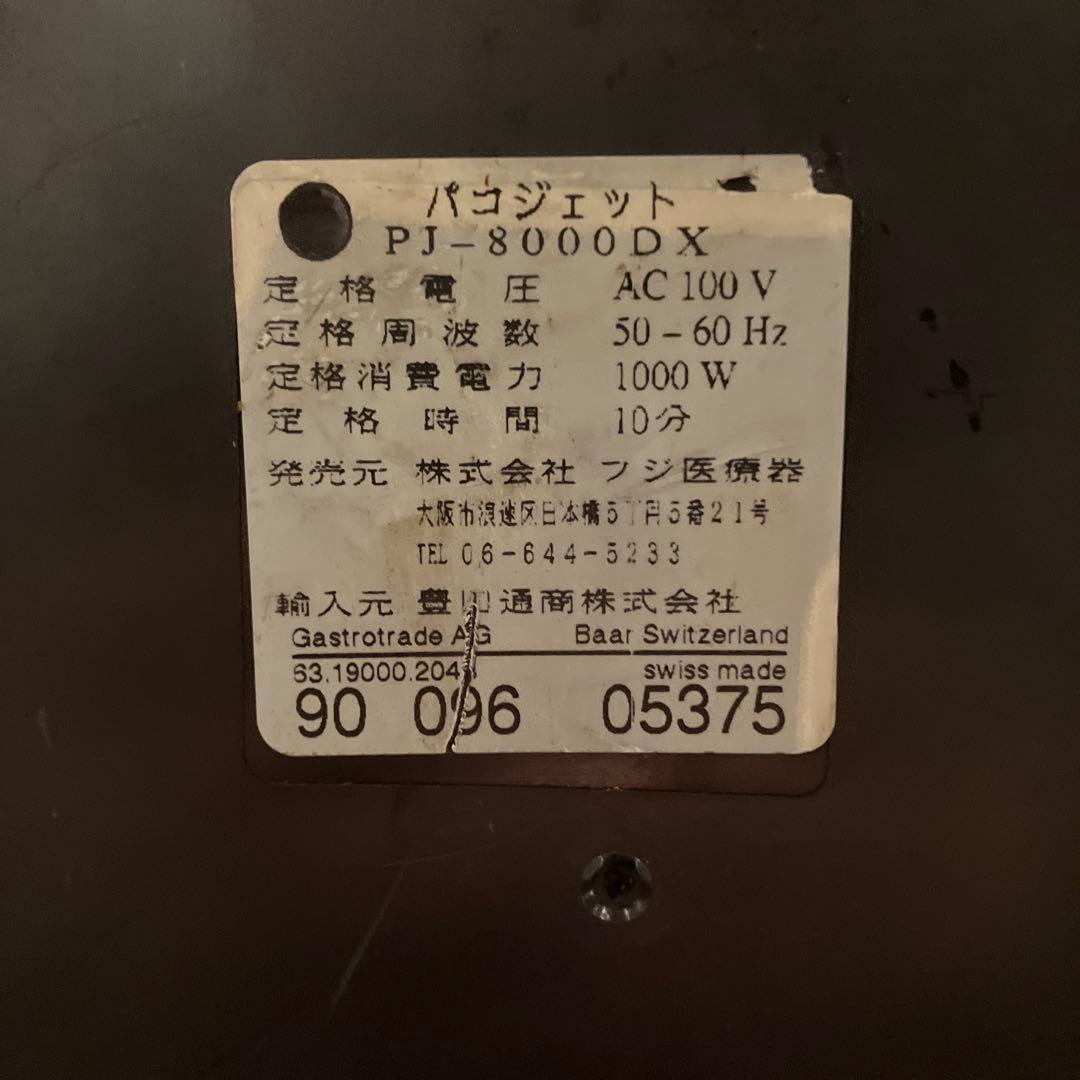 パコジェット
PJ-8000DX
定格電圧 AC 100 V
定格周波数 50-60 Hz
定格消費電力 1000 W
定格時間 10分
発売元 株式会社 フジ医療器
大阪市浪速区日本橋5丁目5番21号
TEL 06-644-5233
輸入元 豊田通商株式会社
Gastrotrade AG Baar Switzerland
63.19000.204 swiss made
90 096 05375